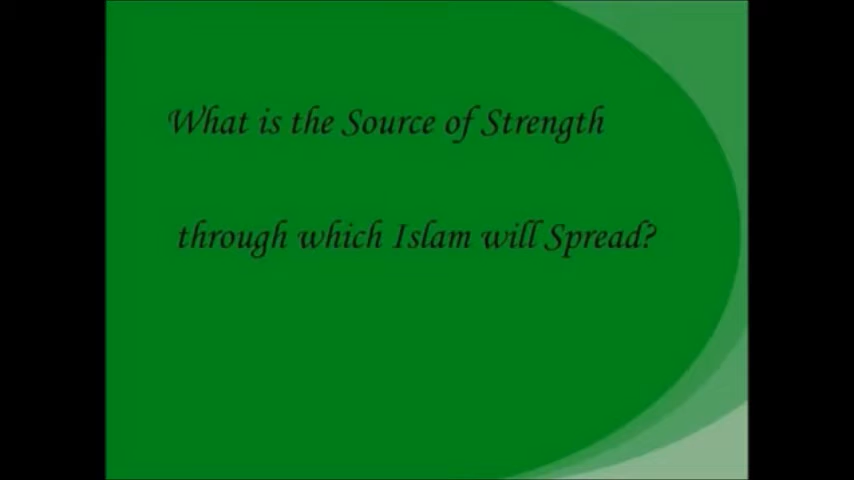 What is the Source of Strength
through which Islam will Spread?